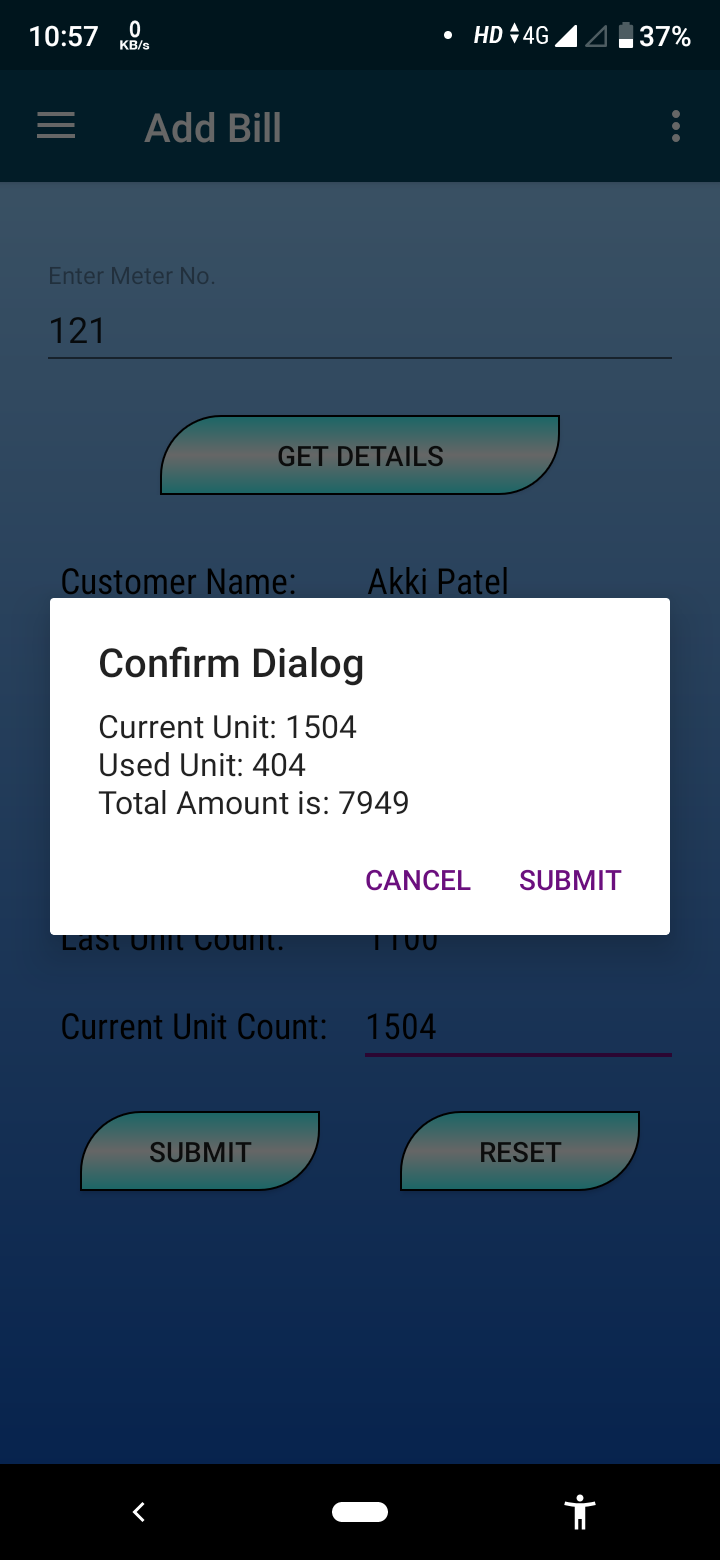 10:57 0 KB/s HD 4G 37%
Add Bill
Enter Meter No.
121
GET DETAILS
Customer Name: Akki Patel
Confirm Dialog
Current Unit: 1504
Used Unit: 404
Total Amount is: 7949
CANCEL SUBMIT
Last Unit Count: 1100
Current Unit Count: 1504
SUBMIT RESET